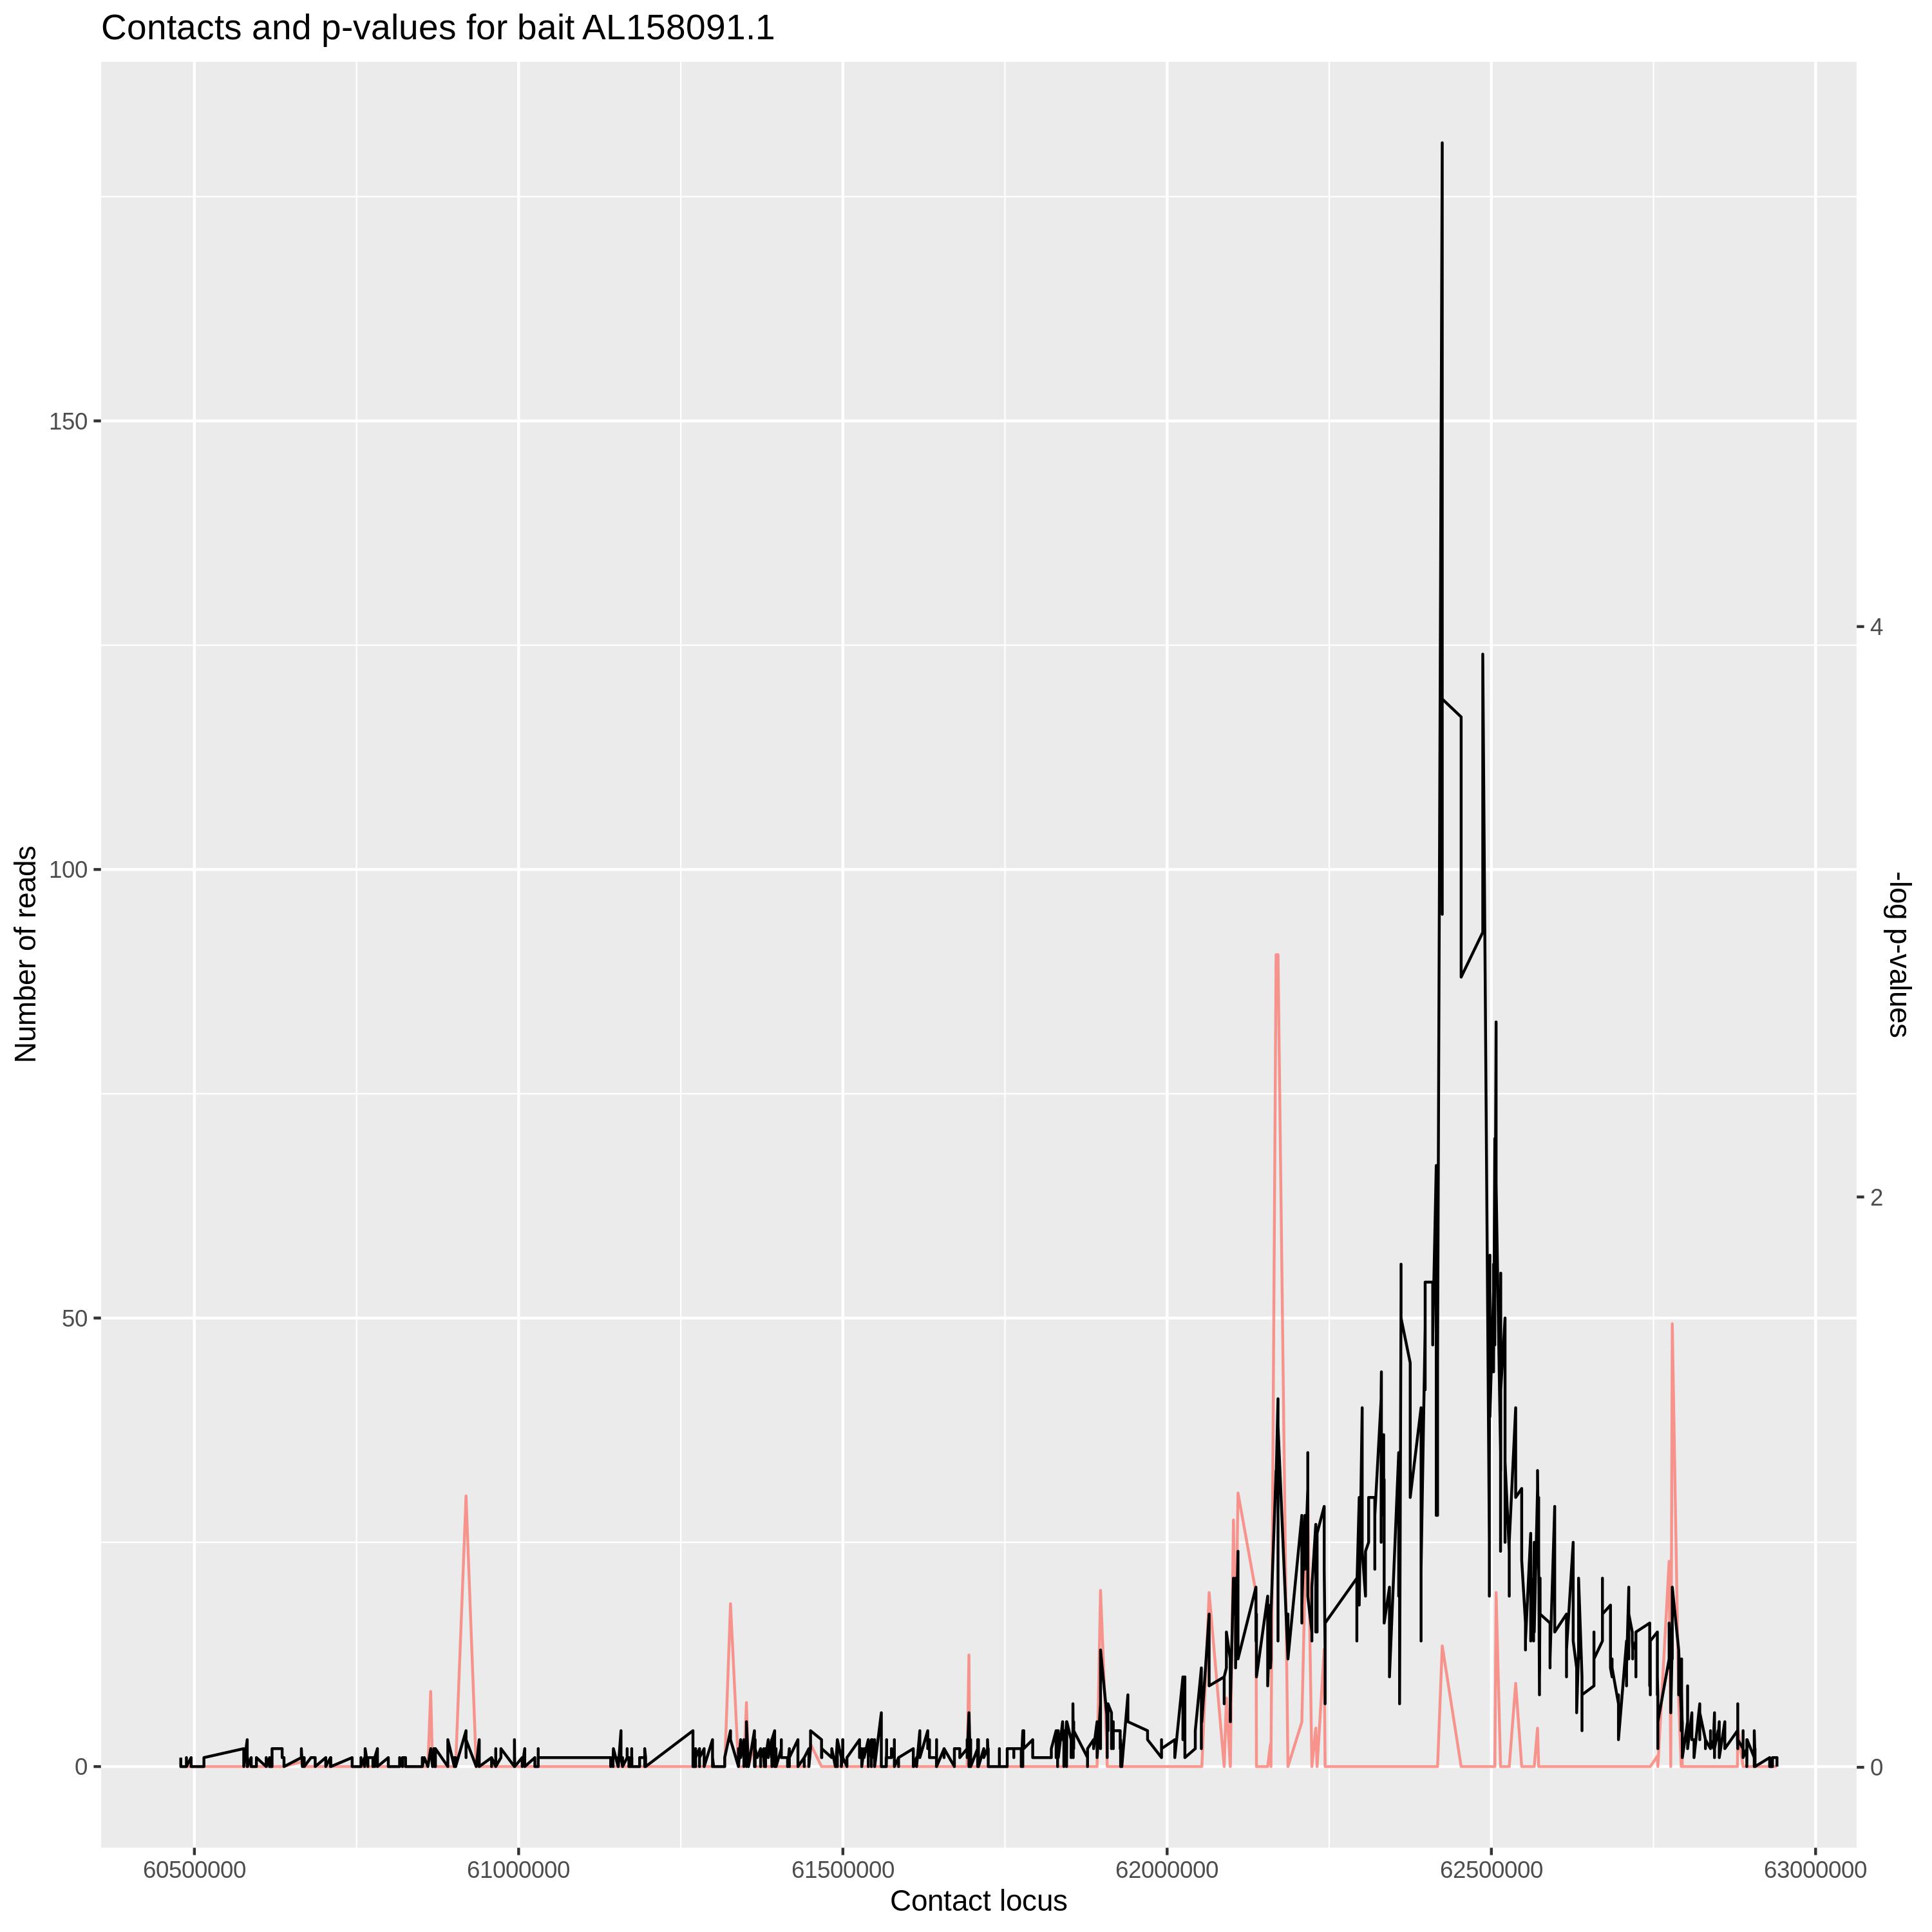 Contacts and p-values for bait AL158091.1
Number of reads
150
100
50
0
4
2
0
-log p-values
60500000 61000000 61500000 62000000 62500000 63000000
Contact locus